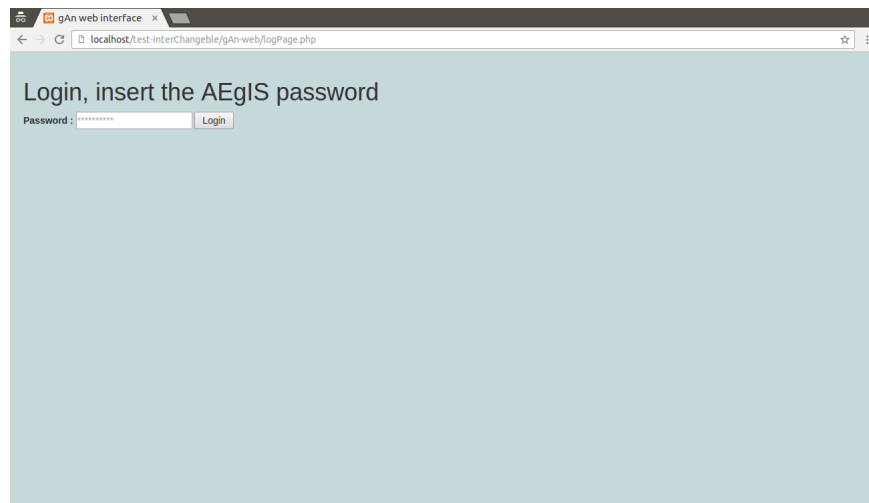 gAn web interface
localhost/test-interChangeble/gAn-web/logPage.php
Login, insert the AEgIS password
Password : ********** Login